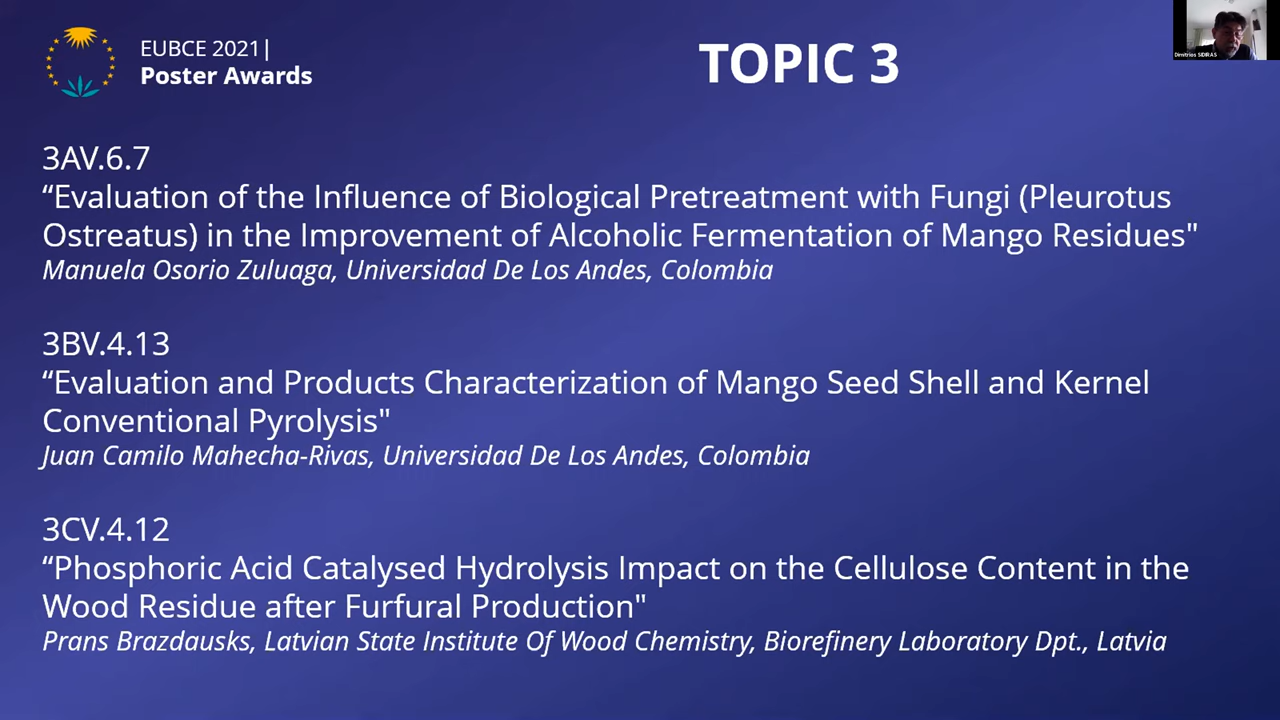 EUBCE 2021|
Poster Awards
TOPIC 3
Dimitrios SIDIRAS
3AV.6.7
“Evaluation of the Influence of Biological Pretreatment with Fungi (Pleurotus
Ostreatus) in the Improvement of Alcoholic Fermentation of Mango Residues"
Manuela Osorio Zuluaga, Universidad De Los Andes, Colombia
3BV.4.13
“Evaluation and Products Characterization of Mango Seed Shell and Kernel
Conventional Pyrolysis"
Juan Camilo Mahecha-Rivas, Universidad De Los Andes, Colombia
3CV.4.12
“Phosphoric Acid Catalysed Hydrolysis Impact on the Cellulose Content in the
Wood Residue after Furfural Production"
Prans Brazdausks, Latvian State Institute Of Wood Chemistry, Biorefinery Laboratory Dpt., Latvia